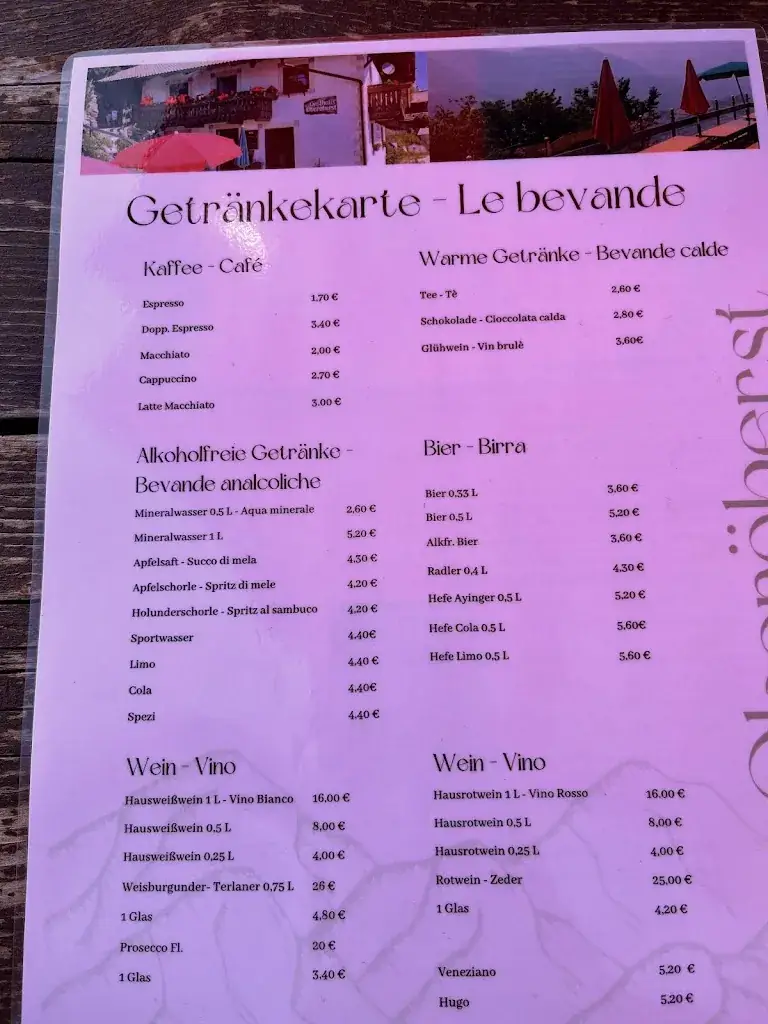 Getränkekarte - Le bevande
Kaffee - Café
Espresso 1.70 €
Dopp. Espresso 3.40 €
Macchiato 2.00 €
Cappuccino 2.70 €
Latte Macchiato 3.00 €
Warme Getränke - Bevande calde
Tee - Tè 2,60 €
Schokolade - Cioccolata calda 2,80 €
Glühwein - Vin brulè 3,60€
Alkoholfreie Getränke -
Bevande analcoliche
Mineralwasser 0.5 L - Aqua minerale 2,60 €
Mineralwasser 1 L 5,20 €
Apfelsaft - Succo di mela 4.30 €
Apfelschorle - Spritz di mele 4.20 €
Holunderschorle - Spritz al sambuco 4,20 €
Sportwasser 4.40€
Limo 4.40 €
Cola 4.40€
Spezi 4.40 €
Bier - Birra
Bier 0.33 L 3,60 €
Bier 0.5 L 5,20 €
Alkfr. Bier 3,60 €
Radler 0,4 L 4,30 €
Hefe Ayinger 0,5 L 5,20 €
Hefe Cola 0.5 L 5,60€
Hefe Limo 0,5 L 5,60 €
Wein - Vino
Hausweißwein 1 L - Vino Bianco 16,00 €
Hausweißwein 0,5 L 8,00 €
Hausweißwein 0,25 L 4,00 €
Weisburgunder- Terlaner 0,75 L 26 €
1 Glas 4,80 €
Prosecco Fl. 20 €
1 Glas 3,40 €
Wein - Vino
Hausrotwein 1 L - Vino Rosso 16.00 €
Hausrotwein 0,5 L 8,00 €
Hausrotwein 0,25 L 4,00 €
Rotwein - Zeder 25,00 €
1 Glas 4,20 €
Veneziano 5,20 €
Hugo 5,20 €